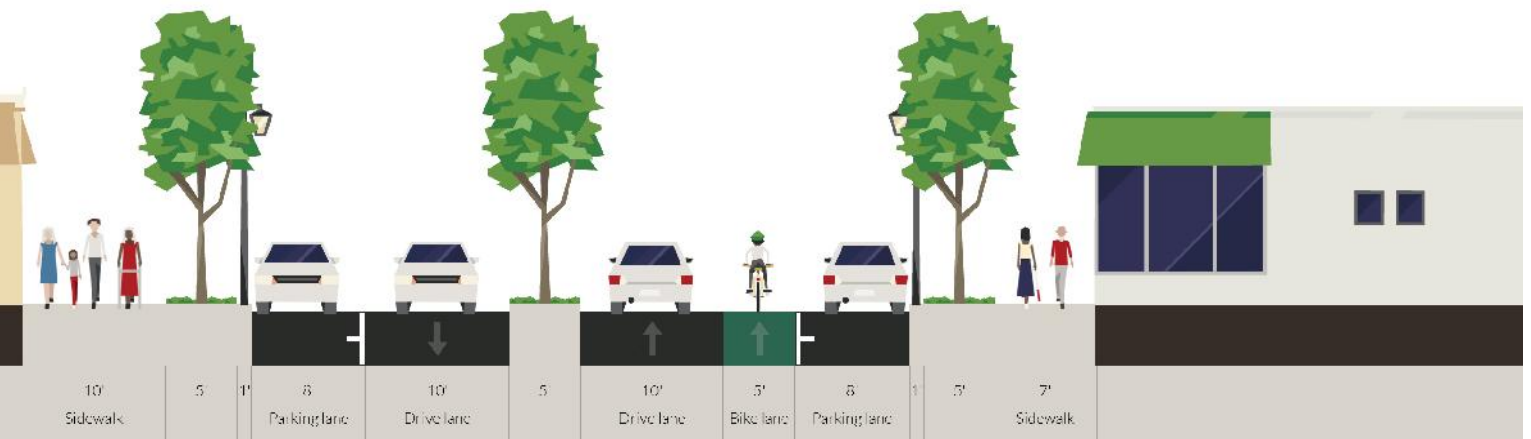 10' 5' 1' 8' 10' 5' 10' 5' 8' 1' 5' 7'
Sidewalk Parking lane Drive lane Drive lane Bike lane Parking lane Sidewalk